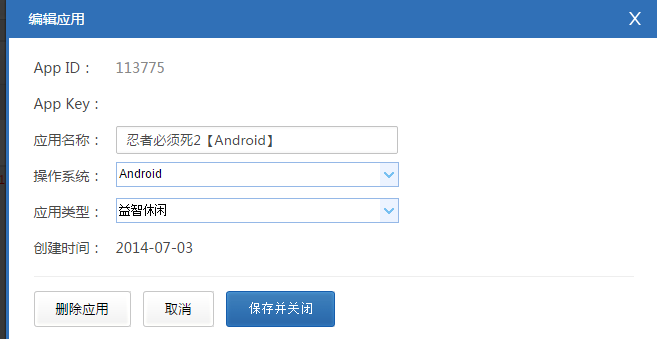 编辑应用 X
App ID： 113775
App Key：
应用名称： 忍者必须死2【Android】
操作系统： Android
应用类型： 益智休闲
创建时间： 2014-07-03
删除应用 取消 保存并关闭